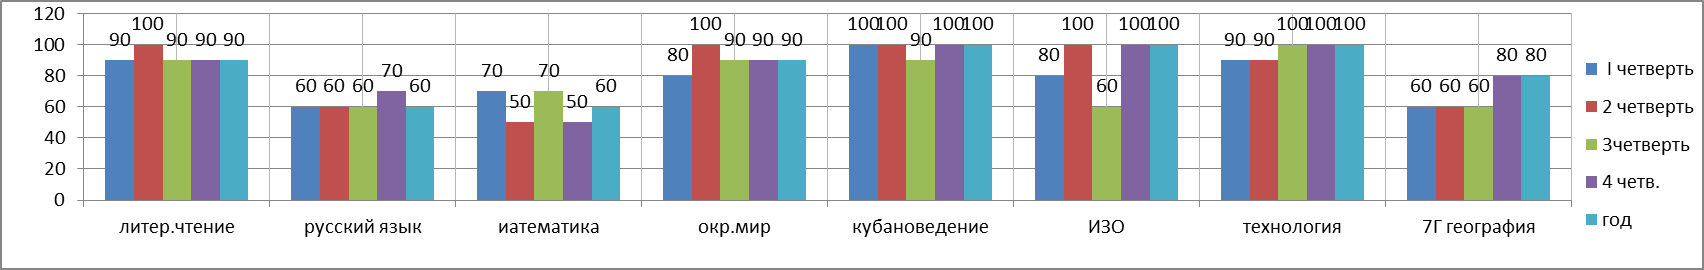 120
100
80
60
40
20
0
90 100 90 90 90
60 60 60 70 60
70 50 70 50 60
80 100 90 90 90
100 100 90 100 100
80 100 60 100 100
90 90 100 100 100
60 60 60 80 80
литер.чтение
русский язык
иатематика
окр.мир
кубановедение
ИЗО
технология
7Г география
I четверть
2 четверть
3четверть
4 четв.
год